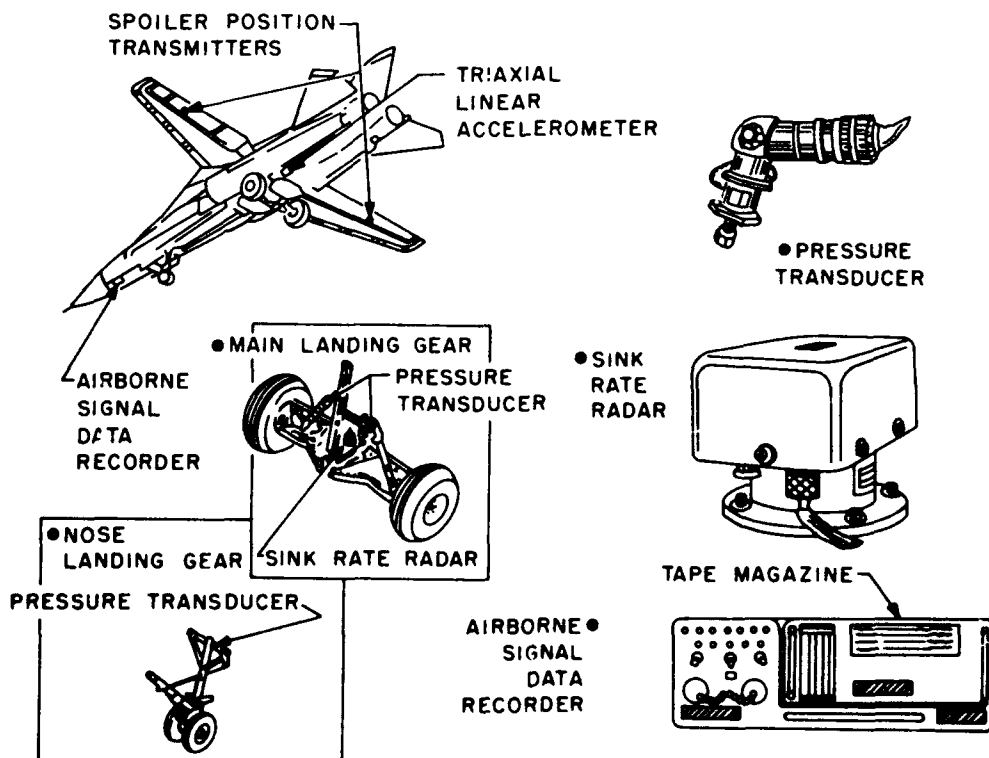 SPOILER POSITION
TRANSMITTERS
TRIAXIAL
LINEAR
ACCELEROMETER
● PRESSURE
TRANSDUCER
● MAIN LANDING GEAR
PRESSURE
TRANSDUCER
● SINK
RATE
RADAR
AIRBORNE
SIGNAL
DATA
RECORDER
● NOSE
LANDING GEAR
SINK RATE RADAR
PRESSURE TRANSDUCER
TAPE MAGAZINE
AIRBORNE ●
SIGNAL
DATA
RECORDER